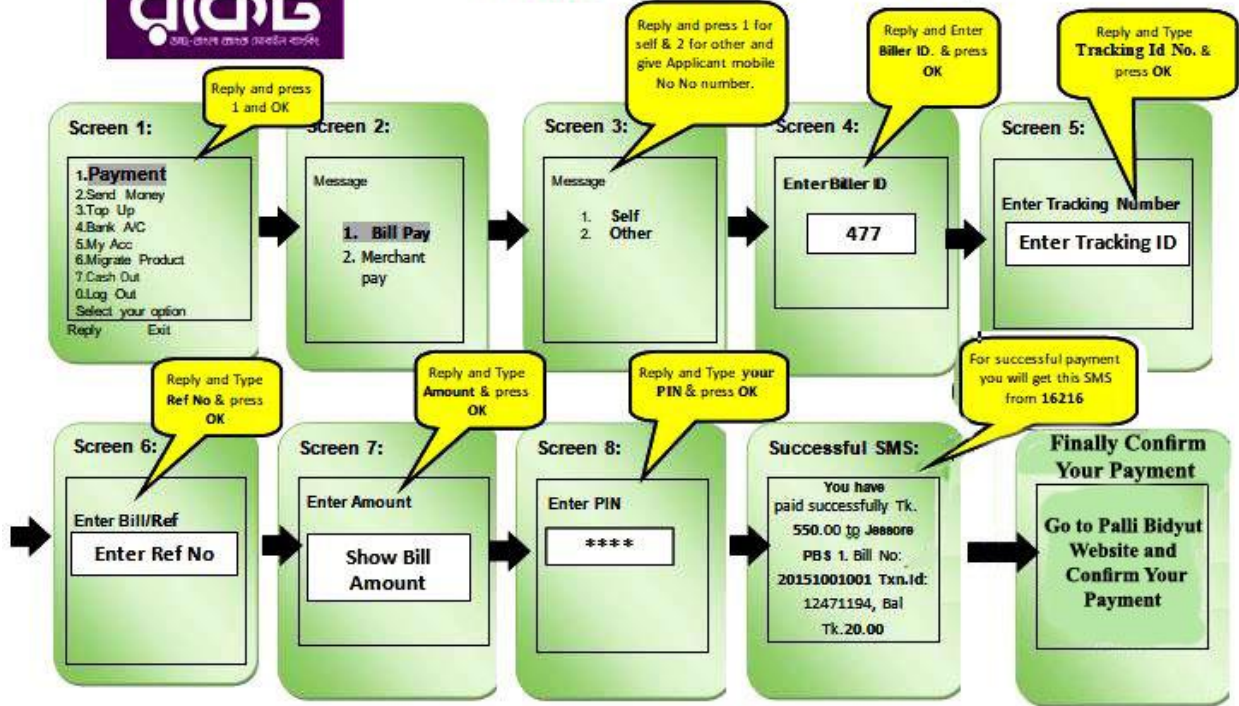 রকেট
ডাচ্-বাংলা ব্যাংক মোবাইল ব্যাংকিং
Reply and press
1 and OK
Screen 1:
1.Payment
2.Send Money
3.Top Up
4.Bank A/C
5.My Acc
6.Migrate Product
7.Cash Out
0.Log Out
Select your option
Reply Exit
Screen 2:
Message
1. Bill Pay
2. Merchant
pay
Reply and press 1 for
self & 2 for other and
give Applicant mobile
No No number.
Screen 3:
Message
1. Self
2. Other
Reply and Enter
Biller ID. & press
OK
Screen 4:
Enter Biller ID
477
Reply and Type
Tracking Id No. &
press OK
Screen 5:
Enter Tracking Number
Enter Tracking ID
Reply and Type
Ref No & press
OK
Screen 6:
Enter Bill/Ref
Enter Ref No
Reply and Type
Amount & press
OK
Screen 7:
Enter Amount
Show Bill
Amount
Reply and Type your
PIN & press OK
Screen 8:
Enter PIN
****
For successful payment
you will get this SMS
from 16216
Successful SMS:
You have
paid successfully Tk.
550.00 to Jessore
PBS 1. Bill No:
20151001001 Txn.Id:
12471194, Bal
Tk.20.00
Finally Confirm
Your Payment
Go to Palli Bidyut
Website and
Confirm Your
Payment